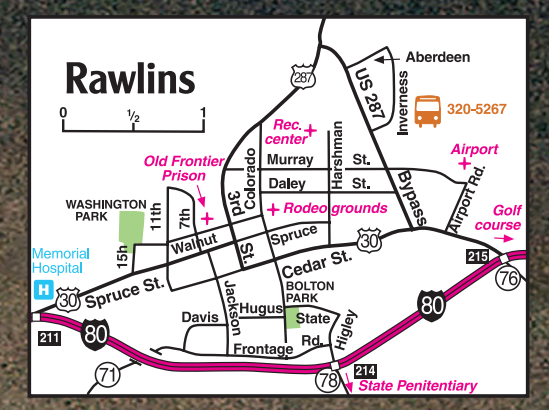 Rawlins
0 ½ 1
287
US 287
Aberdeen
Inverness
320-5267
Rec.
center
Harshman
Colorado
Murray St.
Daley St.
Airport
Airport Rd.
Bypass
Old Frontier
Prison
3rd
St.
Rodeo grounds
WASHINGTON
PARK
11th
7th
15h
Walnut
Spruce
30
Golf
course
Memorial
Hospital
H
30
Spruce St.
Cedar St.
215
76
BOLTON
PARK
Jackson
Hugus
State
Davis
Higley
Rd.
Frontage
80
80
211
71
78
214
State Penitentiary